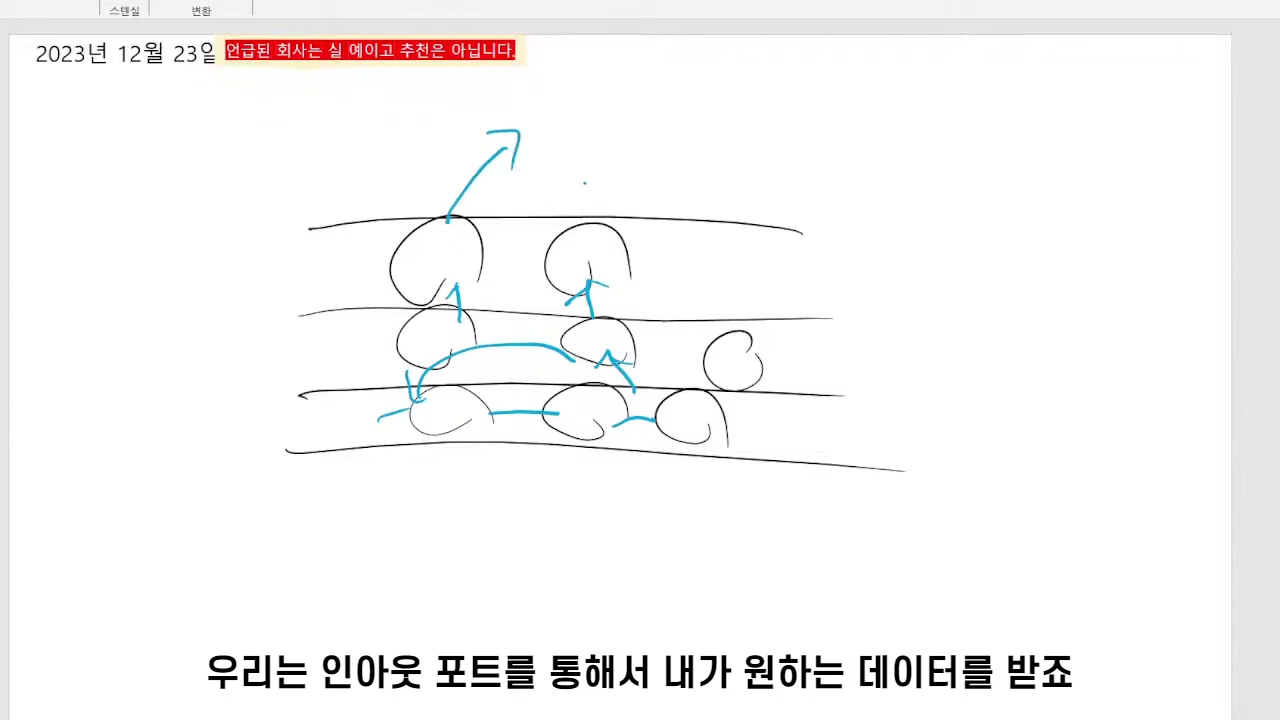 스텐실
변환
2023년 12월 23일
언급된 회사는 실 예이고 추천은 아닙니다.
우리는 인아웃 포트를 통해서 내가 원하는 데이터를 받죠